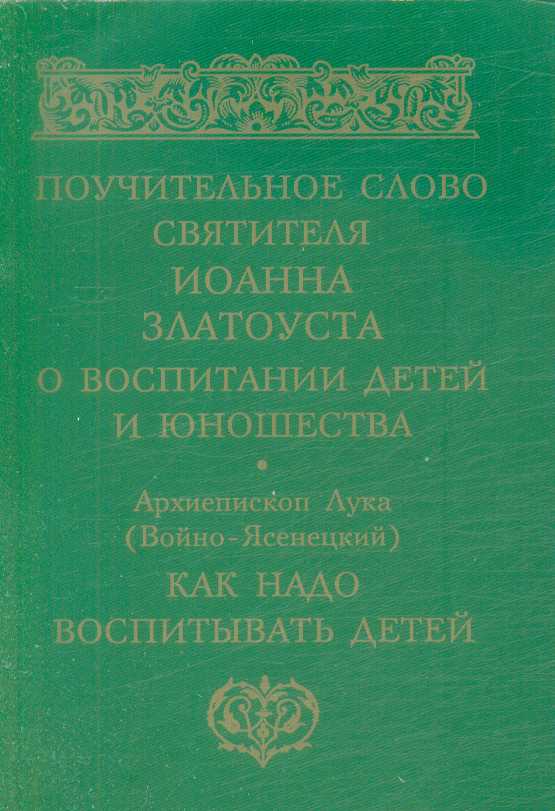 ПОУЧИТЕЛЬНОЕ СЛОВО
СВЯТИТЕЛЯ
ИОАННА
ЗЛАТОУСТА
О ВОСПИТАНИИ ДЕТЕЙ
И ЮНОШЕСТВА
•
Архиепископ Лука
(Войно-Ясенецкий)
КАК НАДО
ВОСПИТЫВАТЬ ДЕТЕЙ